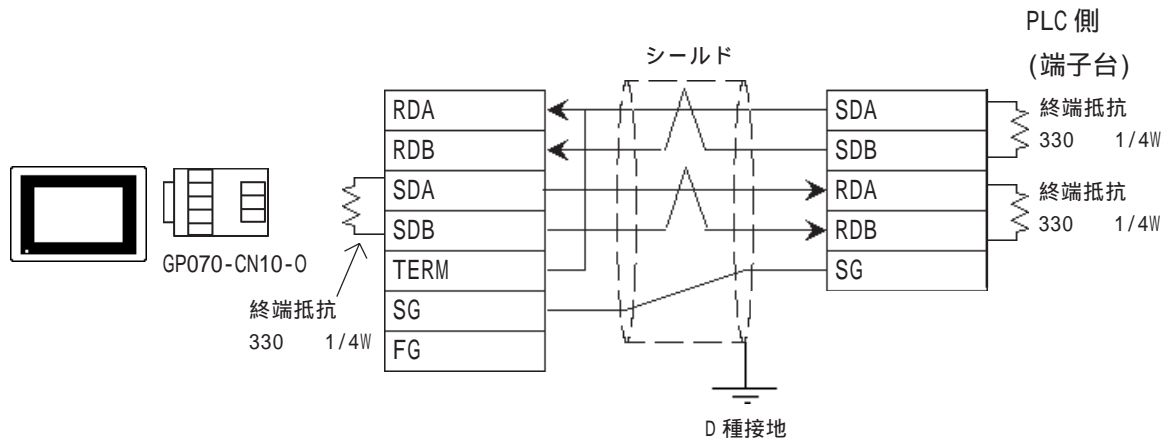 PLC 側
(端子台)
シールド
RDA
RDB
SDA
SDB
TERM
SG
FG
SDA
SDB
RDA
RDB
SG
終端抵抗
330 1/4W
終端抵抗
330 1/4W
GP070-CN10-O
終端抵抗
330 1/4W
D 種接地